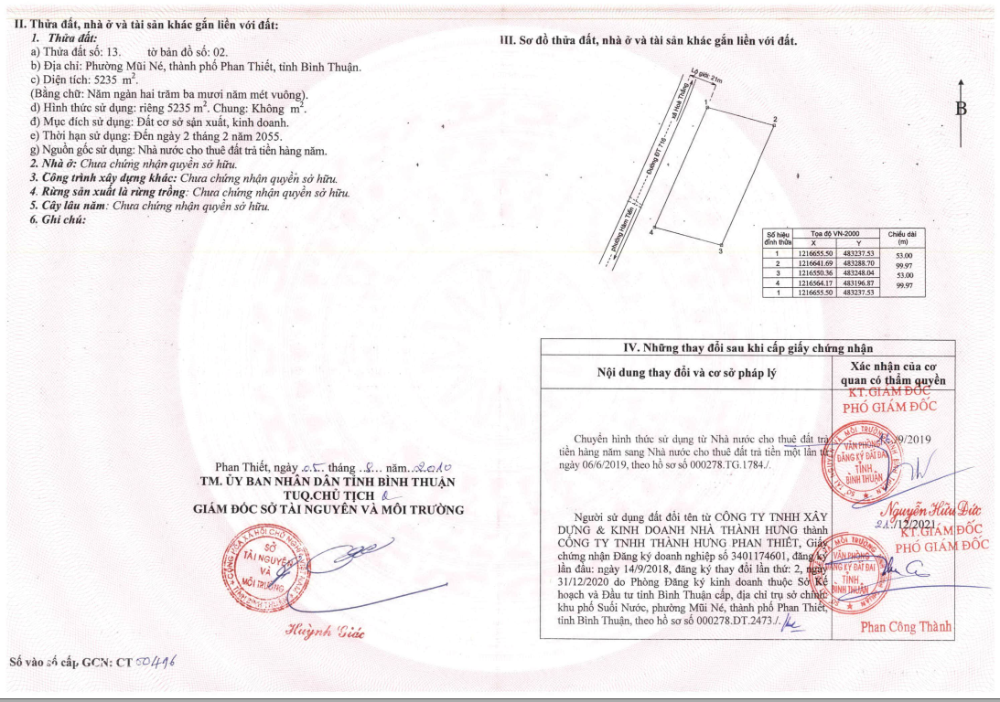 II. Thửa đất, nhà ở và tài sản khác gắn liền với đất:
1. Thửa đất:
a) Thửa đất số: 13. tờ bản đồ số: 02.
b) Địa chỉ: Phường Mũi Né, thành phố Phan Thiết, tỉnh Bình Thuận.
c) Diện tích: 5235 m².
(Bằng chữ: Năm ngàn hai trăm ba mươi năm mét vuông).
d) Hình thức sử dụng: riêng 5235 m². Chung: Không m².
đ) Mục đích sử dụng: Đất cơ sở sản xuất, kinh doanh.
e) Thời hạn sử dụng: Đến ngày 2 tháng 2 năm 2055.
g) Nguồn gốc sử dụng: Nhà nước cho thuê đất trả tiền hàng năm.
2. Nhà ở: Chưa chứng nhận quyền sở hữu.
3. Công trình xây dựng khác: Chưa chứng nhận quyền sở hữu.
4. Rừng sản xuất là rừng trồng: Chưa chứng nhận quyền sở hữu.
5. Cây lâu năm: Chưa chứng nhận quyền sở hữu.
6. Ghi chú:
Phan Thiết, ngày 05 tháng 8 năm 2010
TM. ỦY BAN NHÂN DÂN TỈNH BÌNH THUẬN
TUQ.CHỦ TỊCH
GIÁM ĐỐC SỞ TÀI NGUYÊN VÀ MÔI TRƯỜNG
SỞ
TÀI NGUYÊN
VÀ
MÔI TRƯỜNG
Huỳnh Giác
Số vào sổ cấp GCN: CT 00496
III. Sơ đồ thửa đất, nhà ở và tài sản khác gắn liền với đất.
Lộ giới: 21m
xã Hoà Thắng
Đường ĐT 716
phường Hàm Tiến
1
2
3
4
B
Số hiệu đỉnh thửa Tọa độ VN-2000 Chiều dài (m)
X Y
1 1216655.50 483237.53
53.00
2 1216641.69 483288.70
99.97
3 1216550.36 483248.04
53.00
4 1216564.17 483196.87
99.97
1 1216655.50 483237.53
IV. Những thay đổi sau khi cấp giấy chứng nhận
Nội dung thay đổi và cơ sở pháp lý
Xác nhận của cơ
quan có thẩm quyền
KT.GIÁM ĐỐC
PHÓ GIÁM ĐỐC
Chuyển hình thức sử dụng từ Nhà nước cho thuê đất trả
tiền hàng năm sang Nhà nước cho thuê đất trả tiền một lần từ
ngày 06/6/2019, theo hồ sơ số 000278.TG.1784./.
/9/2019
VĂN PHÒNG
ĐĂNG KÝ ĐẤT ĐAI
TỈNH
BÌNH THUẬN
Nguyễn Hữu Đức
Người sử dụng đất đổi tên từ CÔNG TY TNHH XÂY
DỰNG & KINH DOANH NHÀ THÀNH HƯNG thành
CÔNG TY TNHH THÀNH HƯNG PHAN THIẾT, Giấy
chứng nhận Đăng ký doanh nghiệp số 3401174601, đăng ký
lần đầu: ngày 14/9/2018, đăng ký thay đổi lần thứ: 2, ngày
31/12/2020 do Phòng Đăng ký kinh doanh thuộc Sở Kế
hoạch và Đầu tư tỉnh Bình Thuận cấp, địa chỉ trụ sở chính:
khu phố Suối Nước, phường Mũi Né, thành phố Phan Thiết,
tỉnh Bình Thuận, theo hồ sơ số 000278.DT.2473./.
/12/2021
KT.GIÁM ĐỐC
PHÓ GIÁM ĐỐC
VĂN PHÒNG
ĐĂNG KÝ ĐẤT ĐAI
TỈNH
BÌNH THUẬN
Phan Công Thành